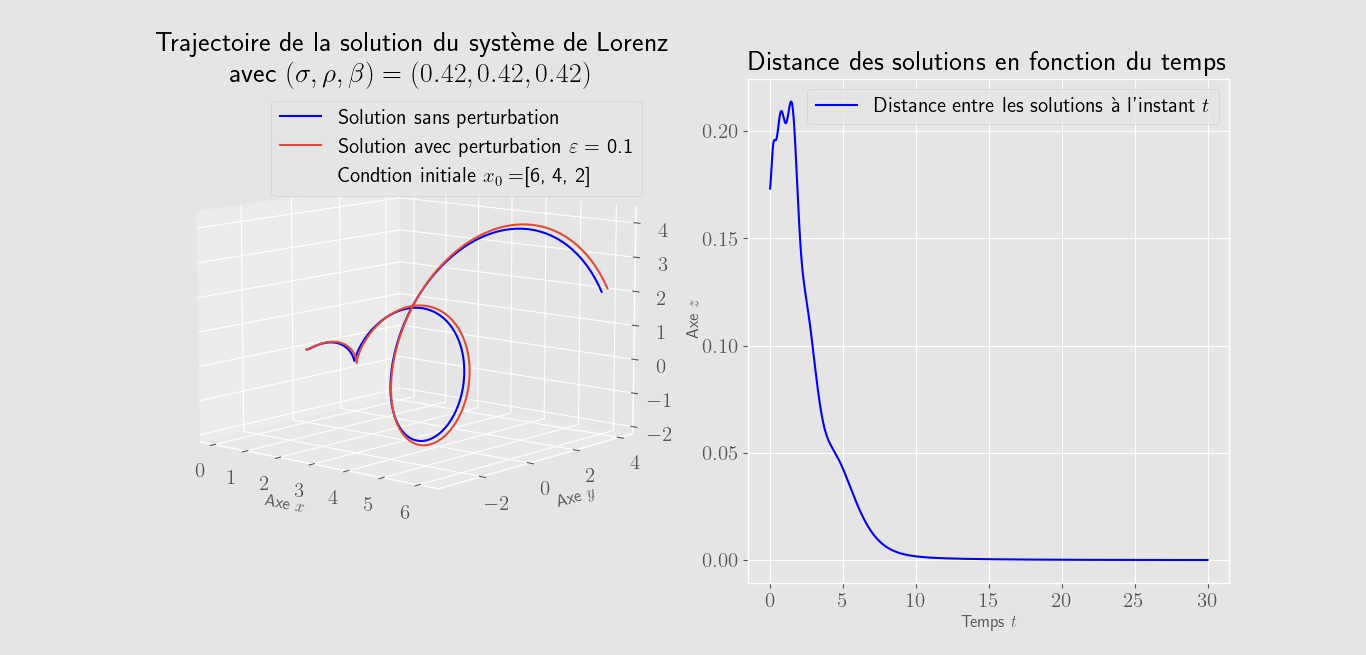 Trajectoire de la solution du système de Lorenz
avec (σ, ρ, β) = (0.42, 0.42, 0.42)
Solution sans perturbation
Solution avec perturbation ε = 0.1
Condtion initiale x₀ =[6, 4, 2]
4
3
2
1
0
−1
−2
0
1
2
3
4
5
6
Axe x
−2
0
2
4
Axe y
Axe z
Distance des solutions en fonction du temps
Distance entre les solutions à l'instant t
0.20
0.15
0.10
0.05
0.00
0 5 10 15 20 25 30
Temps t